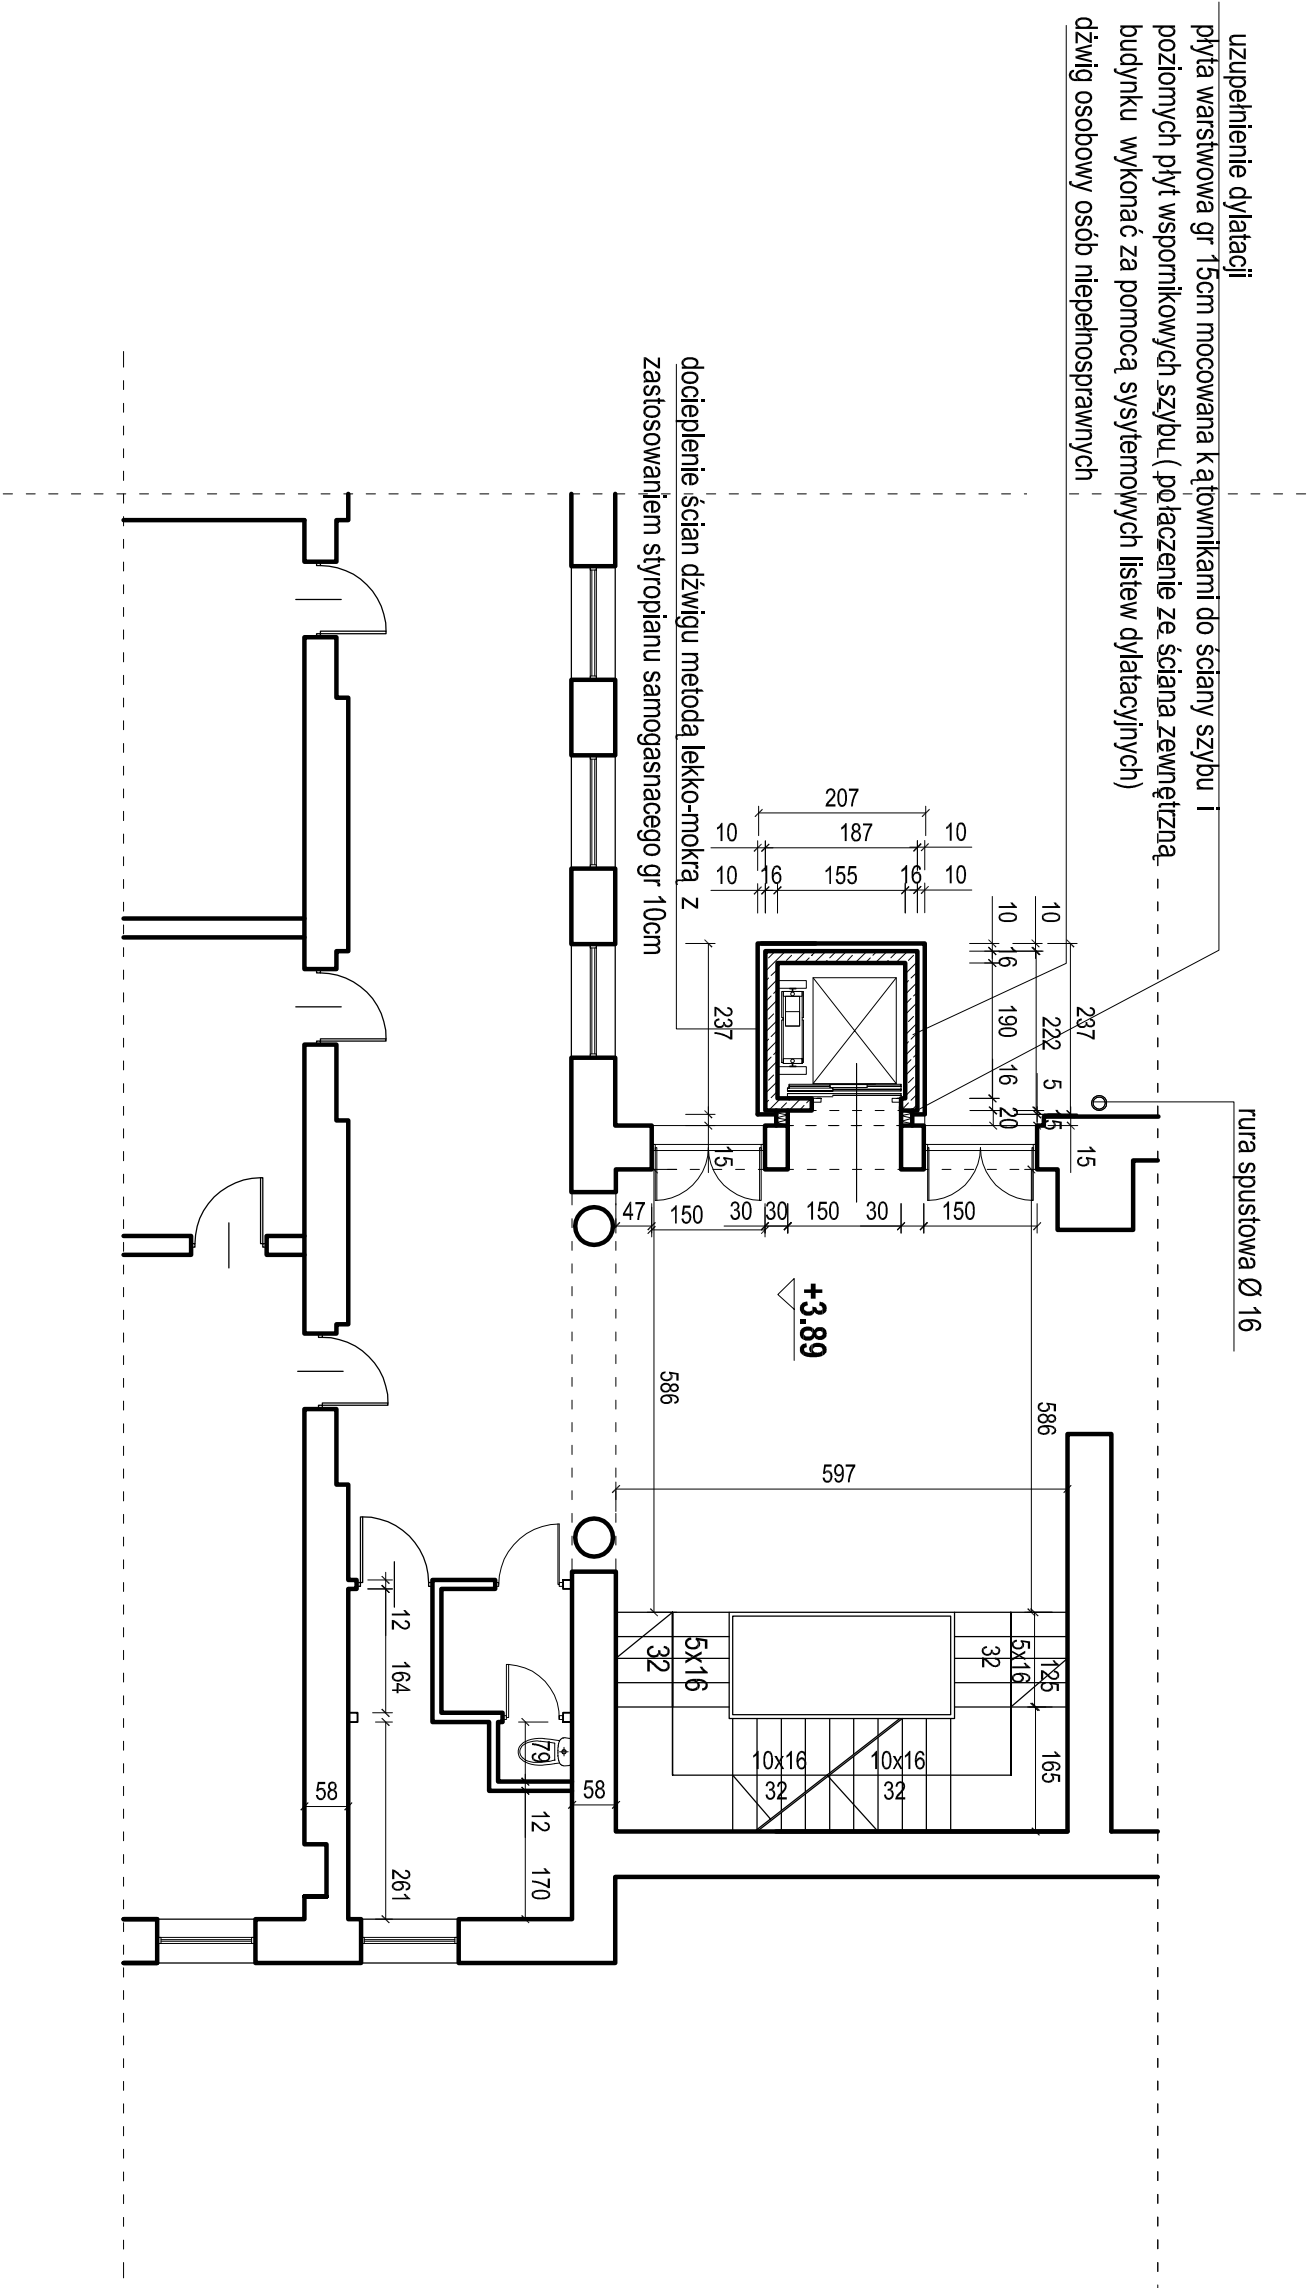 uzupełnienie dylatacji
płyta warstwowa gr 15cm mocowana kątownikami do ściany szybu i
poziomych płyt wspornikowych szybu ( połaczenie ze ściana zewnętrzną
budynku wykonać za pomocą sysytemowych listew dylatacyjnych)
dźwig osobowy osób niepełnosprawnych
docieplenie ścian dźwigu metodą lekko-mokrą z
zastosowaniem styropianu samogasnacego gr 10cm
rura spustowa Ø 16
207
10 187 10
10 16 155 16 10
10 16 190 16 20
10 222 5 15
237 15
237 15
47 150 30 30 150 30 150
+3.89
586
586
597
5x16
32
5x16
32
125
165
10x16
32
10x16
32
12 164 261
79 12 170
58
58